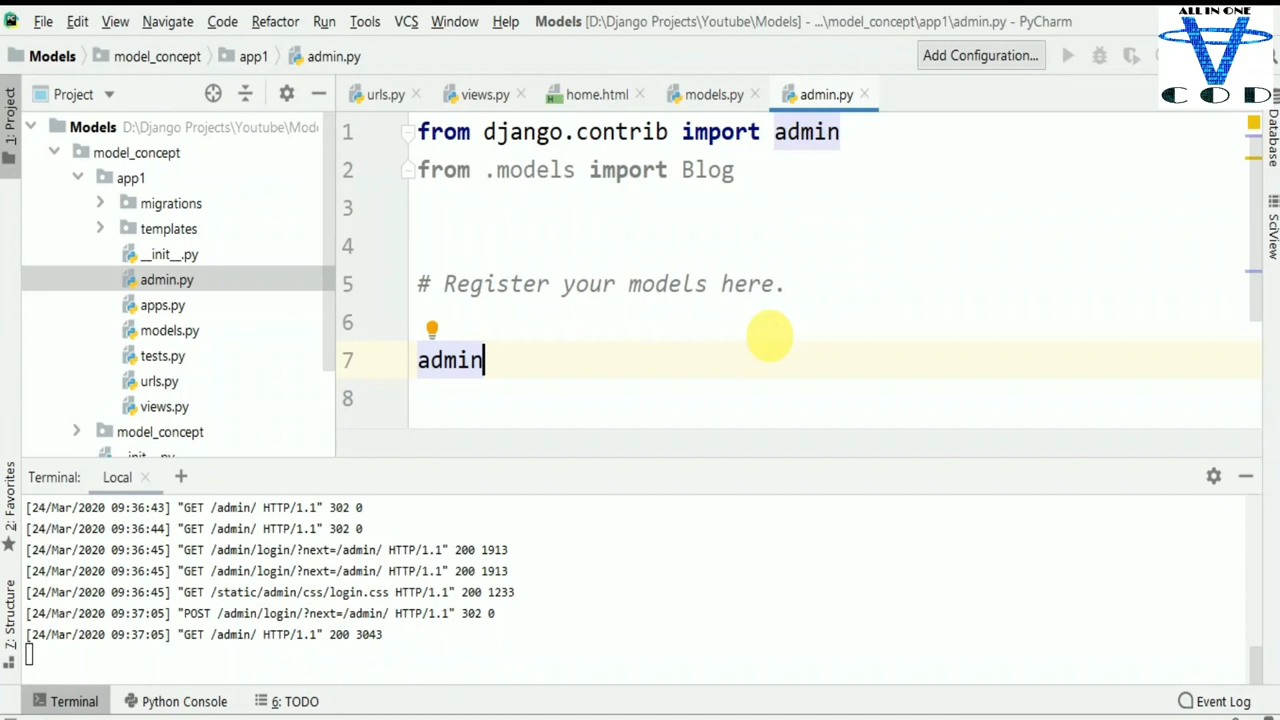 File Edit View Navigate Code Refactor Run Tools VCS Window Help Models [D:\Django Projects\Youtube\Models] - ...\model_concept\app1\admin.py - PyCharm
ALL IN ONE
COD
Models model_concept app1 admin.py Add Configuration...
1: Project
Project
urls.py views.py home.html models.py admin.py
Database
SciView
Models D:\Django Projects\Youtube\Mod
model_concept
app1
migrations
templates
__init__.py
admin.py
apps.py
models.py
tests.py
urls.py
views.py
model_concept
__init__.py
1 from django.contrib import admin
2 from .models import Blog
3
4
5 # Register your models here.
6
7 admin
8
2: Favorites
Z: Structure
Terminal: Local +
[24/Mar/2020 09:36:43] "GET /admin/ HTTP/1.1" 302 0
[24/Mar/2020 09:36:44] "GET /admin/ HTTP/1.1" 302 0
[24/Mar/2020 09:36:45] "GET /admin/login/?next=/admin/ HTTP/1.1" 200 1913
[24/Mar/2020 09:36:45] "GET /admin/login/?next=/admin/ HTTP/1.1" 200 1913
[24/Mar/2020 09:36:45] "GET /static/admin/css/login.css HTTP/1.1" 200 1233
[24/Mar/2020 09:37:05] "POST /admin/login/?next=/admin/ HTTP/1.1" 302 0
[24/Mar/2020 09:37:05] "GET /admin/ HTTP/1.1" 200 3043
Terminal Python Console 6: TODO Event Log